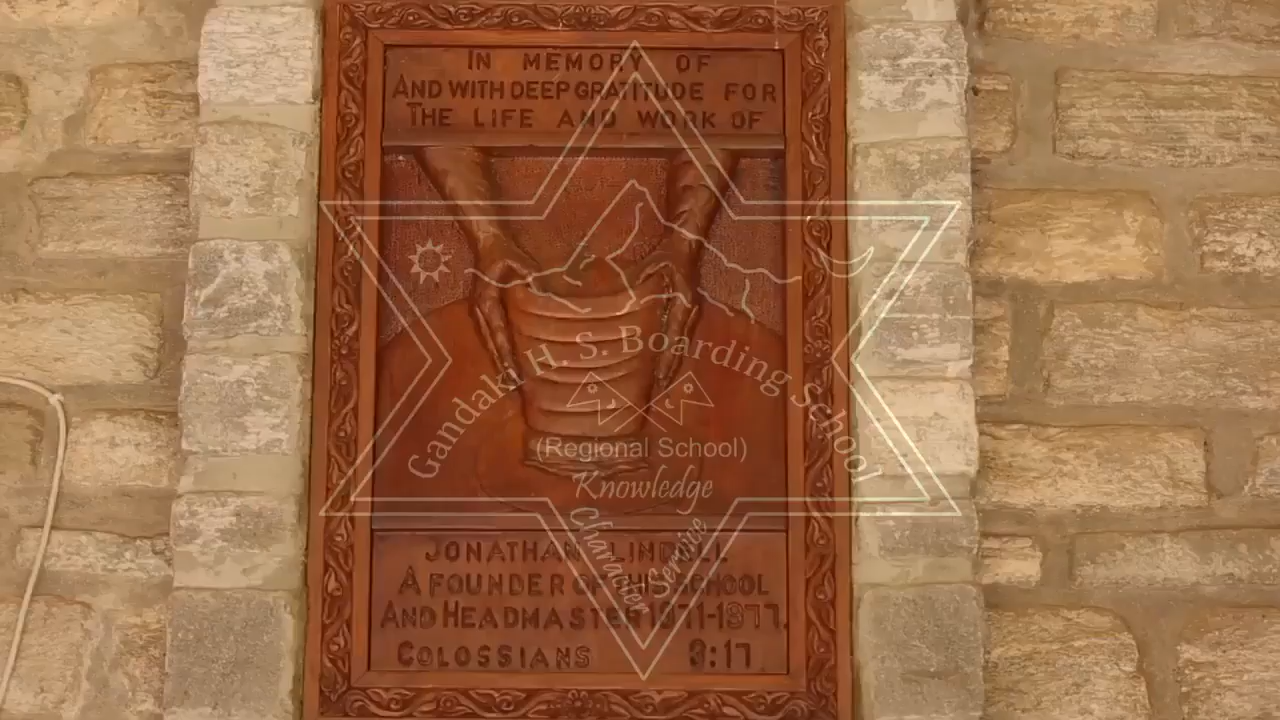 IN MEMORY OF
AND WITH DEEP GRATITUDE FOR
THE LIFE AND WORK OF
Gandaki H. S. Boarding School
(Regional School)
Knowledge
Character
Service
JONATHAN LINDELL
A FOUNDER OF THIS SCHOOL
AND HEADMASTER 1971-1977.
COLOSSIANS 3:17